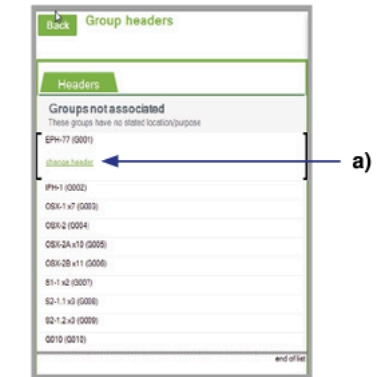 Back
Group headers
Headers
Groups not associated
These groups have no stated location/purpose
EPH-77 (G001)
change header
a)
IPH-1 (G002)
OSX-1 x7 (G003)
OSX-2 (G004)
OSX-2A x10 (G005)
OSX-2B x11 (G006)
S1-1 x2 (G007)
S2-1.1 x3 (G008)
S2-1.2 x3 (G009)
G010 (G010)
end of list